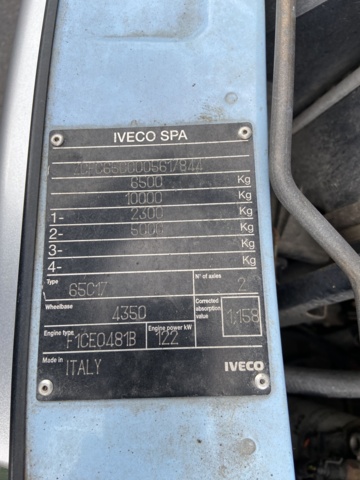 IVECO SPA
6500 Kg
10000 Kg
1- 2300 Kg
2- 5000 Kg
3- Kg
4- Kg
Type 65C17 N° of axles 2
Wheelbase 4350 Corrected absorption value 1.158
Engine type F1CE0481B Engine power kW 122
Made in ITALY IVECO